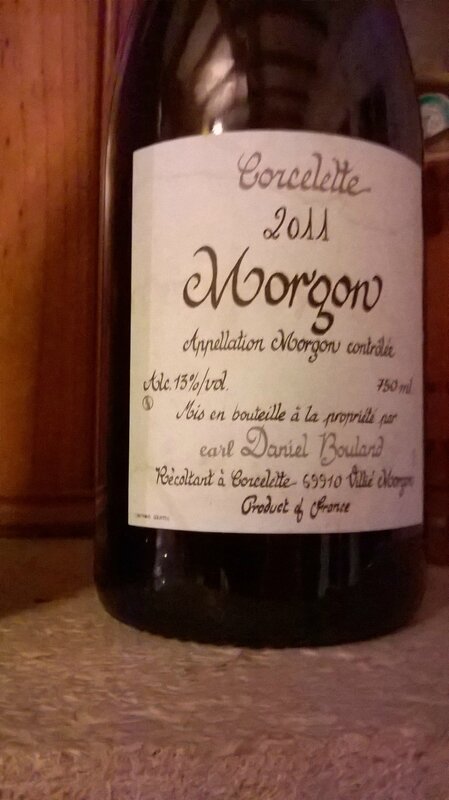 Corcelette
2011
Morgon
Appellation Morgon contrôlée
Alc. 13%/vol. 750 ml
Mis en bouteille à la propriété par
earl Daniel Bouland
Récoltant à Corcelette 69910 Villié Morgon
Product of France